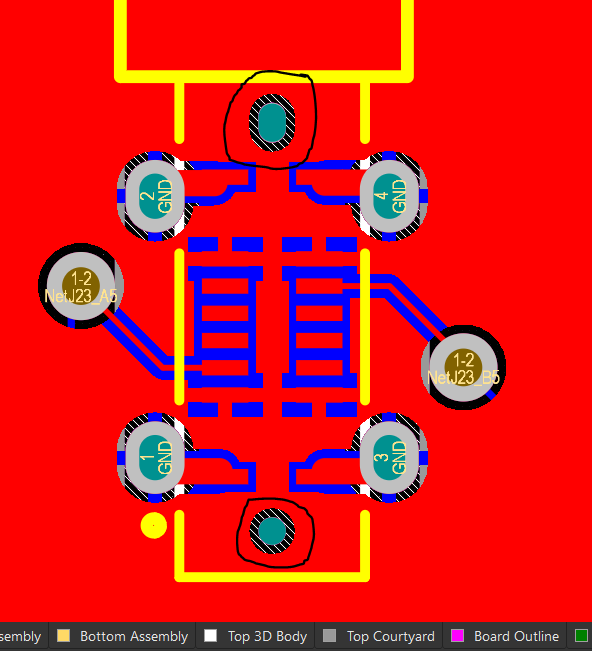 2
GND
4
GND
1-2
NetJ23_A5
1-2
NetJ23_B5
1
GND
3
GND
sembly Bottom Assembly Top 3D Body Top Courtyard Board Outline